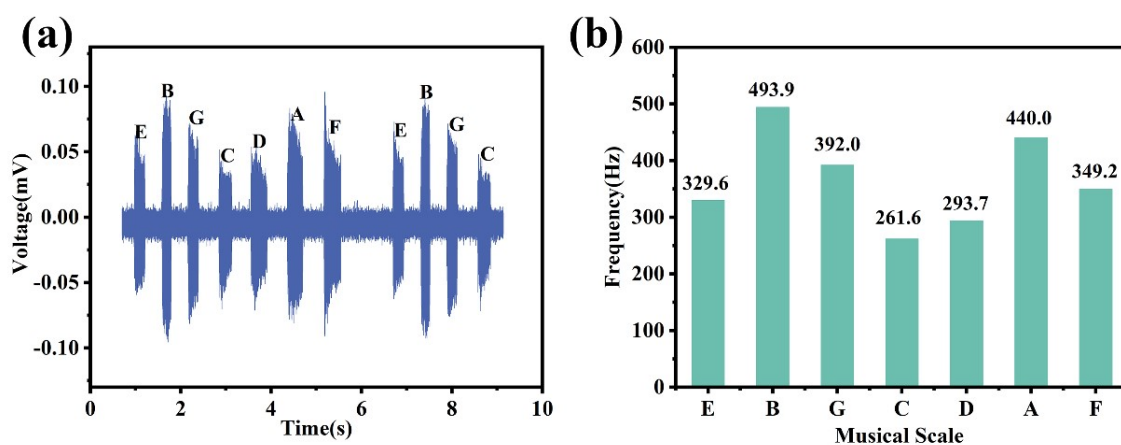 (a)
Voltage(mV)
0.10
0.05
0.00
-0.05
-0.10
E
B
G
C
D
A
F
E
B
G
C
0
2
4
6
8
10
Time(s)
(b)
Frequency(Hz)
600
500
400
300
200
100
0
329.6
493.9
392.0
261.6
293.7
440.0
349.2
E
B
G
C
D
A
F
Musical Scale